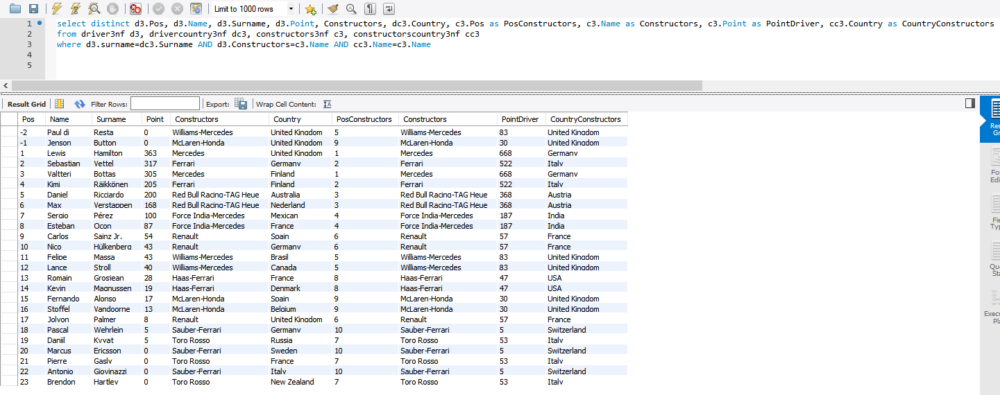 Limit to 1000 rows
1 select distinct d3.Pos, d3.Name, d3.Surname, d3.Point, Constructors, dc3.Country, c3.Pos as PosConstructors, c3.Name as Constructors, c3.Point as PointDriver, cc3.Country as CountryConstructors
2 from driver3nf d3, drivercountry3nf dc3, constructors3nf c3, constructorscountry3nf cc3
3 where d3.surname=dc3.Surname AND d3.Constructors=c3.Name AND cc3.Name=c3.Name
4
5
Result Grid Filter Rows: Export: Wrap Cell Content:
Pos Name Surname Point Constructors Country PosConstructors Constructors PointDriver CountryConstructors
-2 Paul di Resta 0 Williams-Mercedes United Kingdom 5 Williams-Mercedes 83 United Kingdom
-1 Jenson Button 0 McLaren-Honda United Kingdom 9 McLaren-Honda 30 United Kingdom
1 Lewis Hamilton 363 Mercedes United Kingdom 1 Mercedes 668 Germany
2 Sebastian Vettel 317 Ferrari Germany 2 Ferrari 522 Italy
3 Valtteri Bottas 305 Mercedes Finland 1 Mercedes 668 Germany
4 Kimi Räikkönen 205 Ferrari Finland 2 Ferrari 522 Italy
5 Daniel Ricciardo 200 Red Bull Racing-TAG Heue Australia 3 Red Bull Racing-TAG Heue 368 Austria
6 Max Verstappen 168 Red Bull Racing-TAG Heue Nederland 3 Red Bull Racing-TAG Heue 368 Austria
7 Sergio Pérez 100 Force India-Mercedes Mexican 4 Force India-Mercedes 187 India
8 Esteban Ocon 87 Force India-Mercedes France 4 Force India-Mercedes 187 India
9 Carlos Sainz Jr. 54 Renault Spain 6 Renault 57 France
10 Nico Hülkenberg 43 Renault Germany 6 Renault 57 France
11 Felipe Massa 43 Williams-Mercedes Brasil 5 Williams-Mercedes 83 United Kingdom
12 Lance Stroll 40 Williams-Mercedes Canada 5 Williams-Mercedes 83 United Kingdom
13 Romain Grosjean 28 Haas-Ferrari France 8 Haas-Ferrari 47 USA
14 Kevin Magnussen 19 Haas-Ferrari Denmark 8 Haas-Ferrari 47 USA
15 Fernando Alonso 17 McLaren-Honda Spain 9 McLaren-Honda 30 United Kingdom
16 Stoffel Vandoorne 13 McLaren-Honda Belgium 9 McLaren-Honda 30 United Kingdom
17 Jolyon Palmer 8 Renault United Kingdom 6 Renault 57 France
18 Pascal Wehrlein 5 Sauber-Ferrari Germany 10 Sauber-Ferrari 5 Switzerland
19 Daniil Kvyat 5 Toro Rosso Russia 7 Toro Rosso 53 Italy
20 Marcus Ericsson 0 Sauber-Ferrari Sweden 10 Sauber-Ferrari 5 Switzerland
21 Pierre Gasly 0 Toro Rosso France 7 Toro Rosso 53 Italy
22 Antonio Giovinazzi 0 Sauber-Ferrari Italy 10 Sauber-Ferrari 5 Switzerland
23 Brendon Hartley 0 Toro Rosso New Zealand 7 Toro Rosso 53 Italy